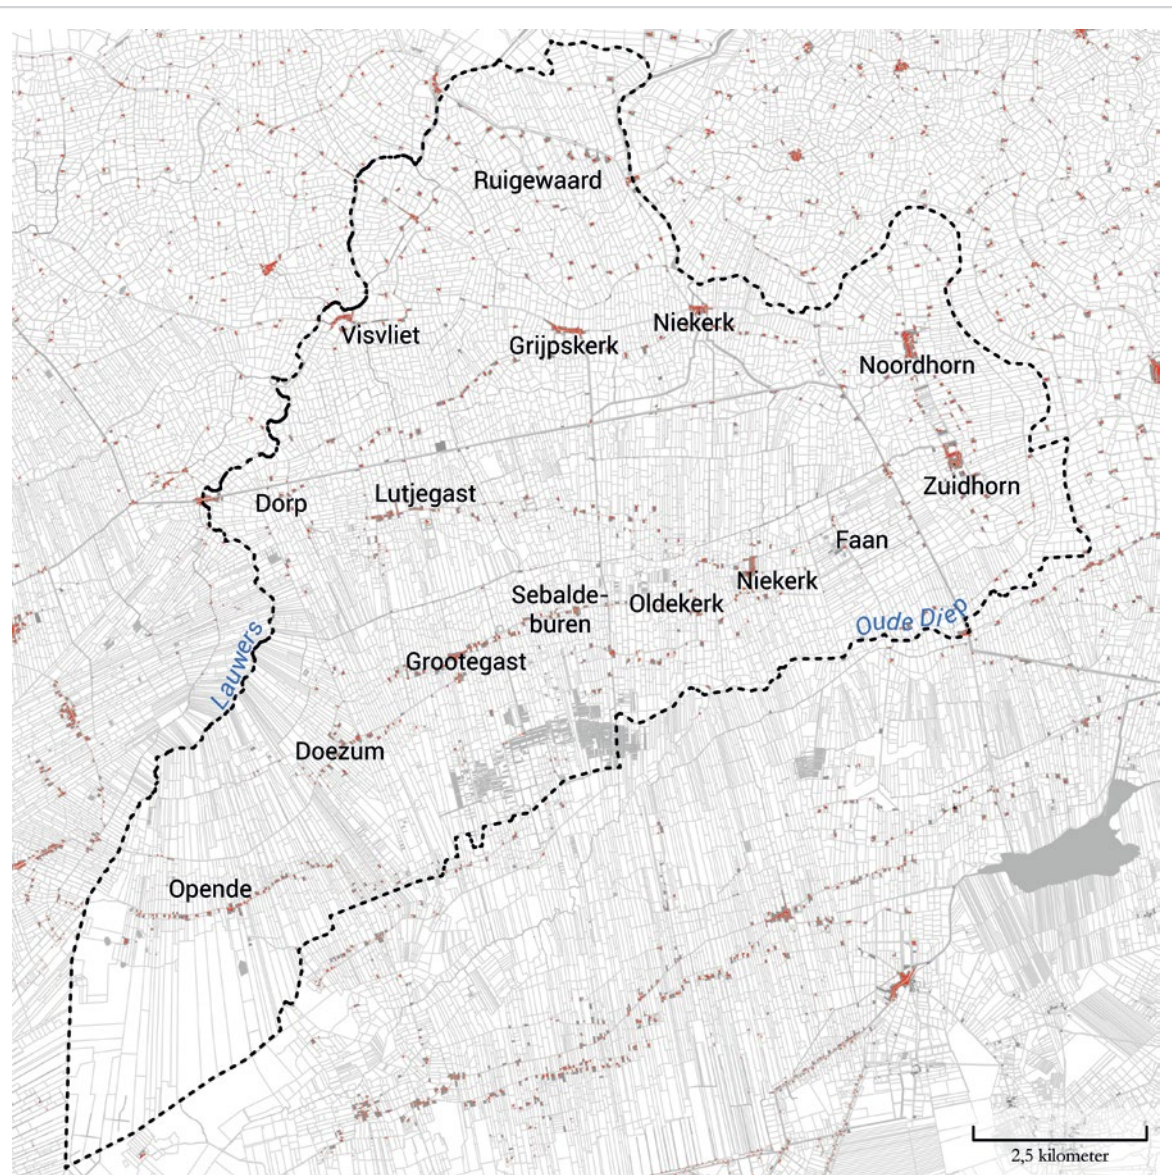 Ruigewaard
Visvliet
Grijpskerk
Niekerk
Noordhorn
Zuidhorn
Dorp
Lutjegast
Faan
Niekerk
Sebalde-
buren
Oldekerk
Oude Diep
Grootegast
Lauwers
Doezum
Opende
2,5 kilometer